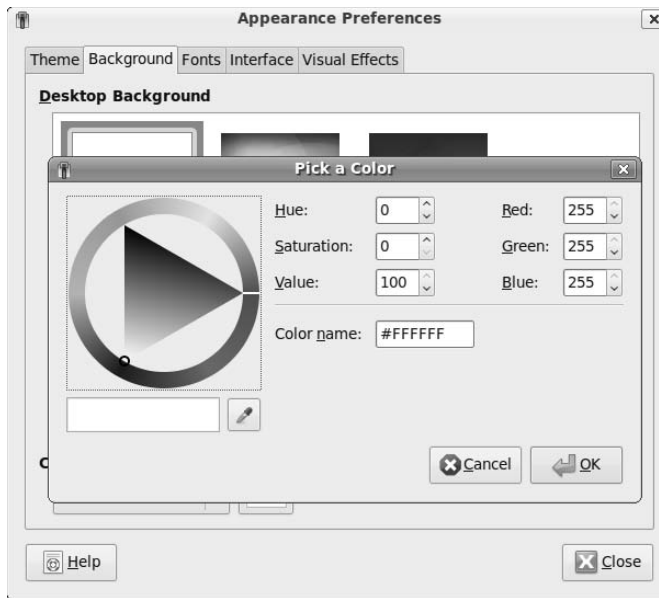 Appearance Preferences
Theme Background Fonts Interface Visual Effects
Desktop Background
Pick a Color
Hue: 0 Red: 255
Saturation: 0 Green: 255
Value: 100 Blue: 255
Color name: #FFFFFF
C
Cancel OK
Help Close